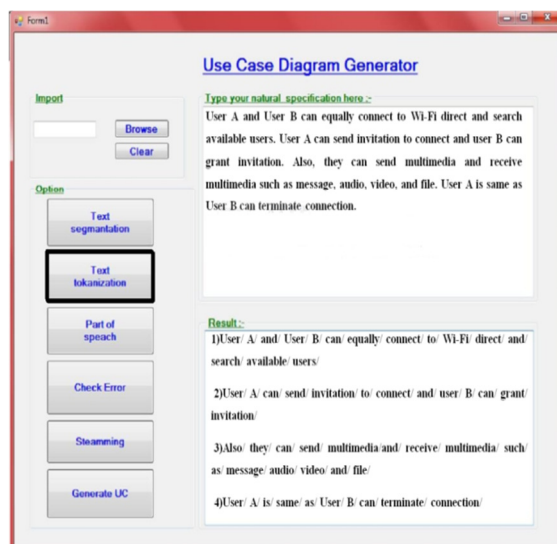 Form1
Use Case Diagram Generator
Import
Browse
Clear
Type your natural specification here :-
User A and User B can equally connect to Wi-Fi direct and search
available users. User A can send invitation to connect and user B can
grant invitation. Also, they can send multimedia and receive
multimedia such as message, audio, video, and file. User A is same as
User B can terminate connection.
Option
Text
segmantation
Text
tokanization
Part of
speach
Check Error
Steamming
Generate UC
Result :-
1)User/ A/ and/ User/ B/ can/ equally/ connect/ to/ Wi-Fi/ direct/ and/
search/ available/ users/
2)User/ A/ can/ send/ invitation/ to/ connect/ and/ user/ B/ can/ grant/
invitation/
3)Also/ they/ can/ send/ multimedia/and/ receive/ multimedia/ such/
as/ message/ audio/ video/ and/ file/
4)User/ A/ is/ same/ as/ User/ B/ can/ terminate/ connection/